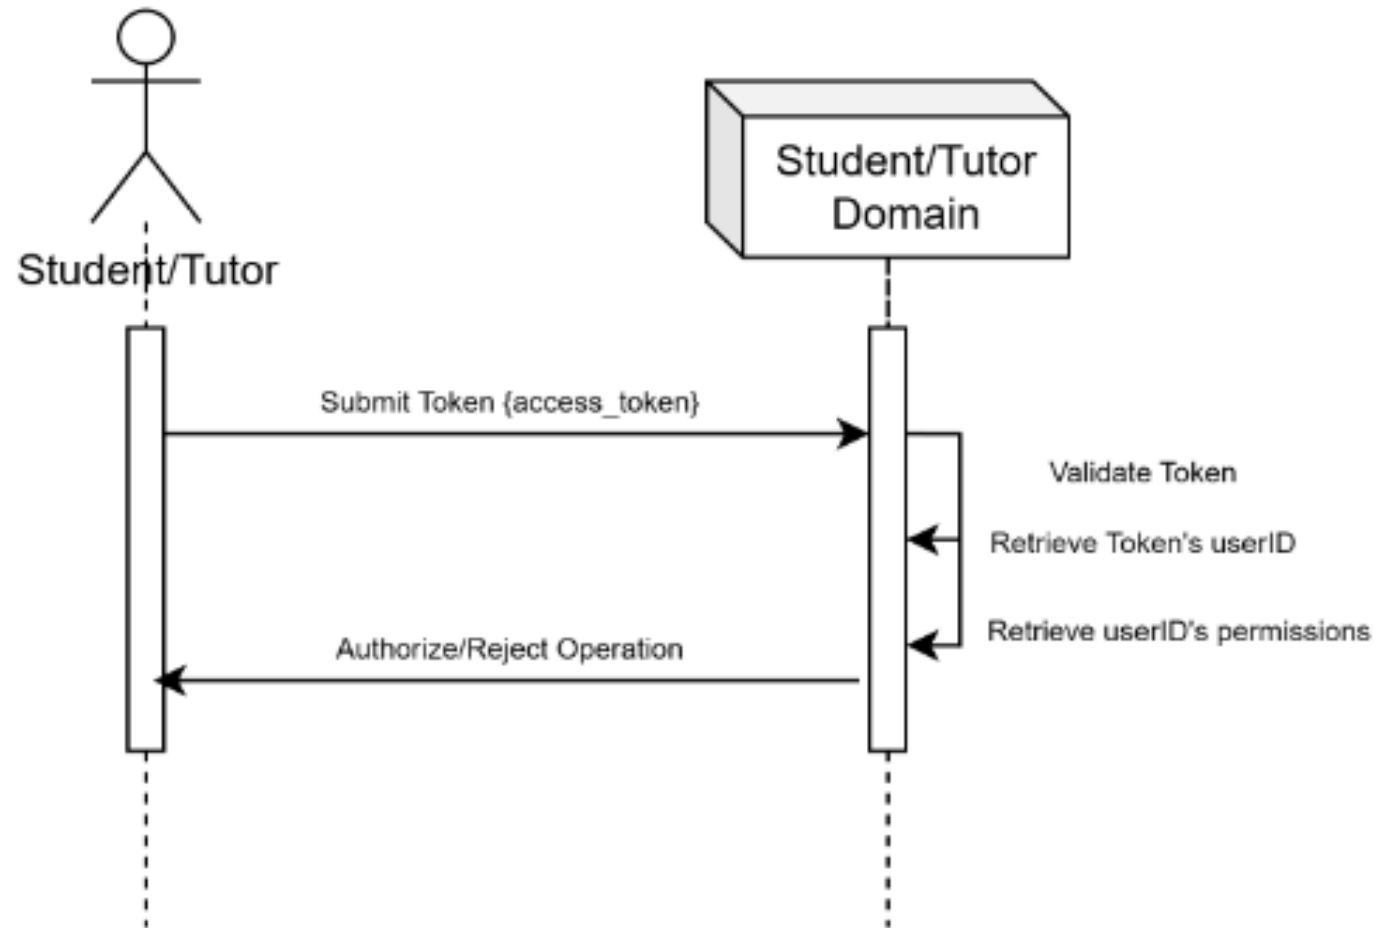 Student/Tutor
Domain
Student/Tutor
Submit Token {access_token}
Validate Token
Retrieve Token's userID
Retrieve userID's permissions
Authorize/Reject Operation